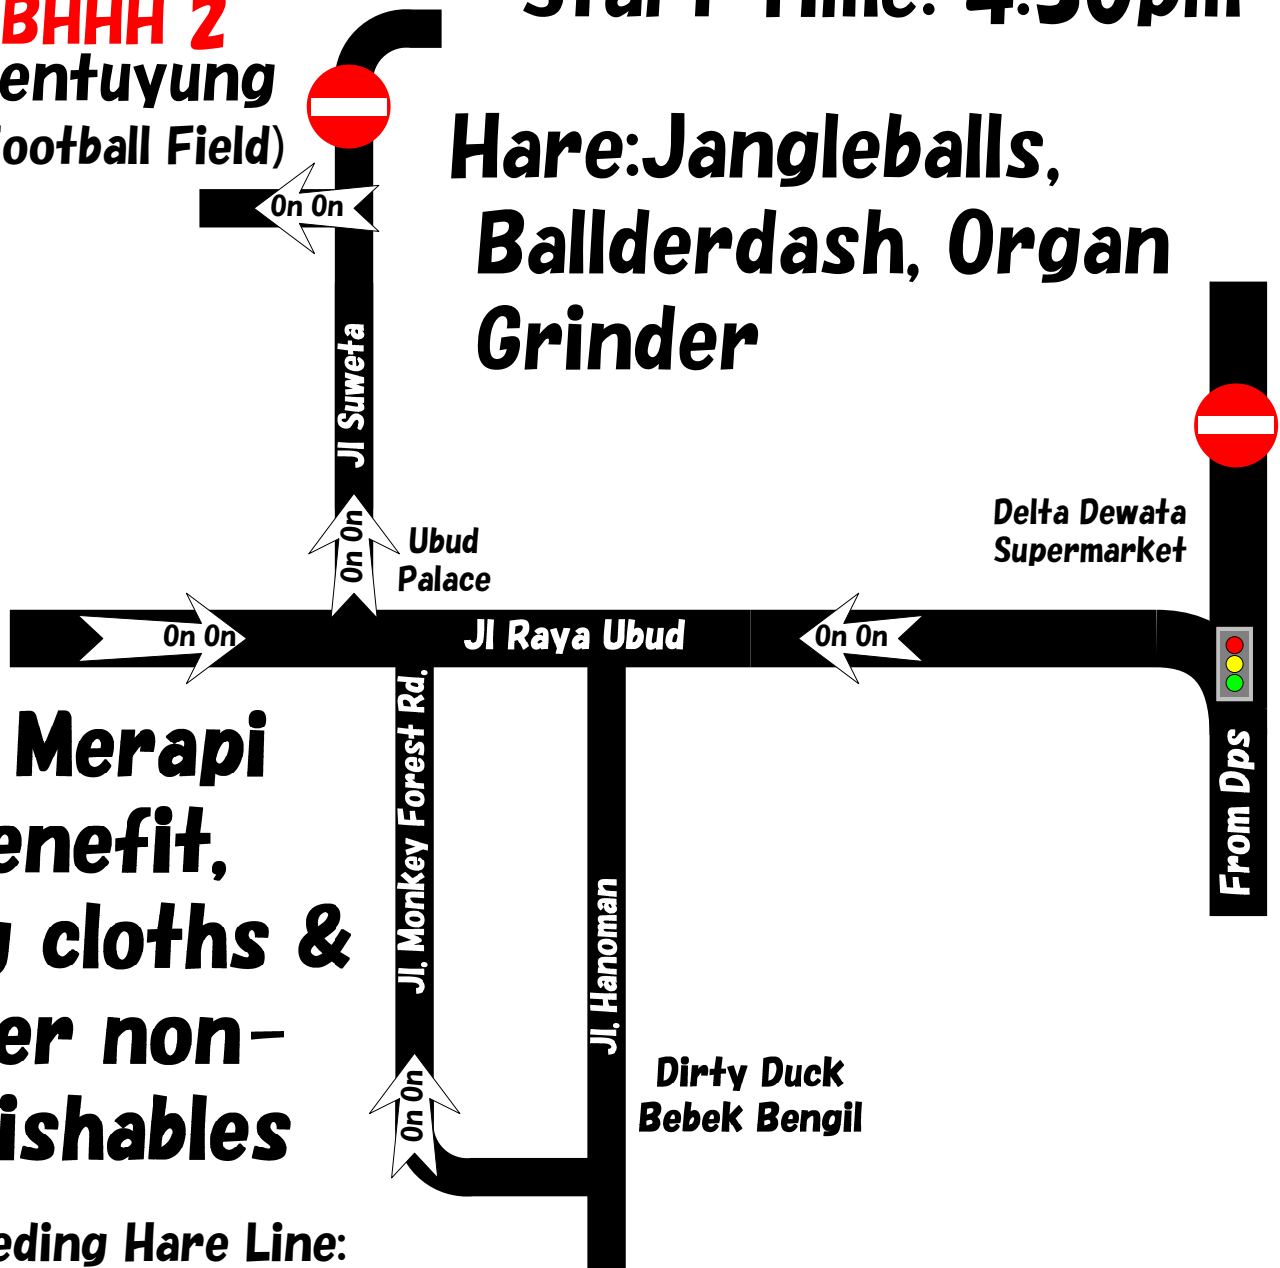 BHHH 2
Start Time: 4:30pm
entuyung
ootball Field)
Hare:Jangleballs,
Ballderdash, Organ
Grinder
On On
Jl Suweta
On On
Ubud
Palace
Delta Dewata
Supermarket
On On
Jl Raya Ubud
On On
From Dps
Jl. Monkey Forest Rd.
Jl. Hanoman
On On
Dirty Duck
Bebek Bengil
Merapi
enefit,
g cloths &
er non-
ishables
eding Hare Line: